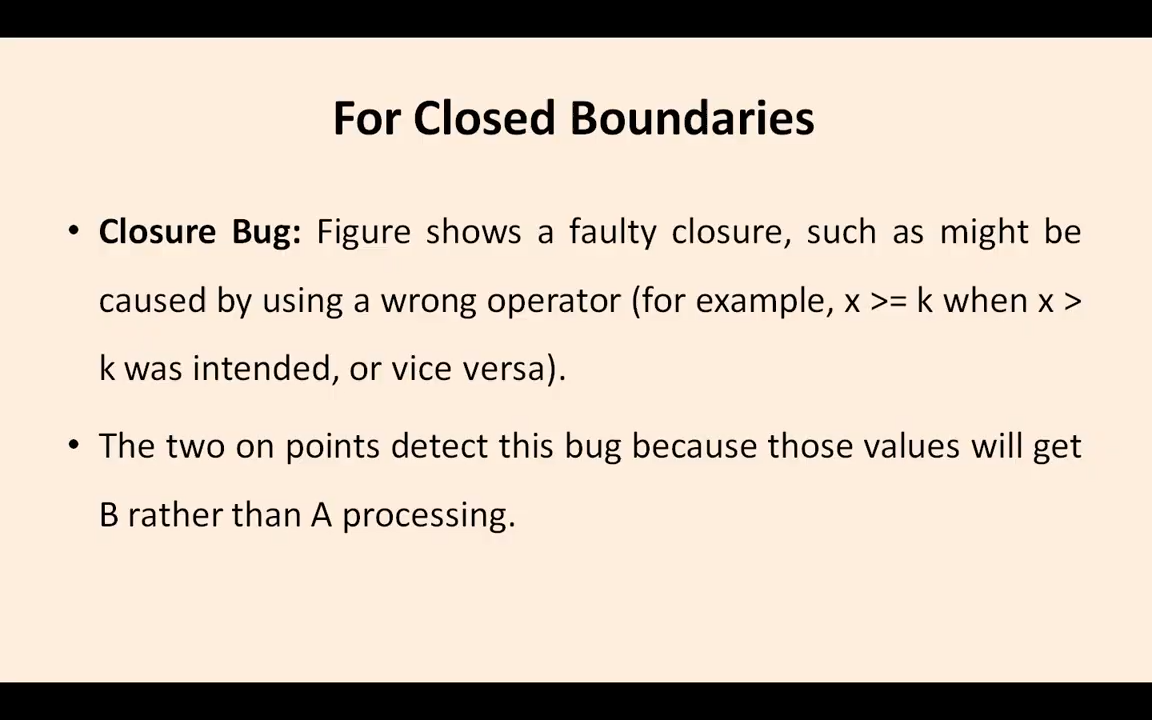 For Closed Boundaries
• Closure Bug: Figure shows a faulty closure, such as might be
caused by using a wrong operator (for example, x >= k when x >
k was intended, or vice versa).
• The two on points detect this bug because those values will get
B rather than A processing.